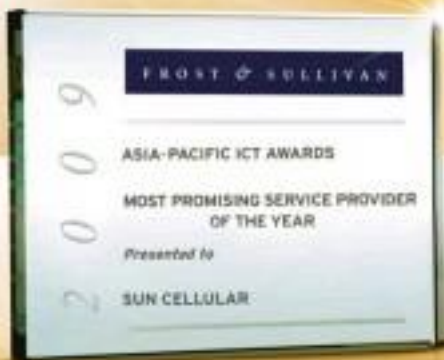 2009
FROST & SULLIVAN
ASIA-PACIFIC ICT AWARDS
MOST PROMISING SERVICE PROVIDER
OF THE YEAR
Presented to
SUN CELLULAR